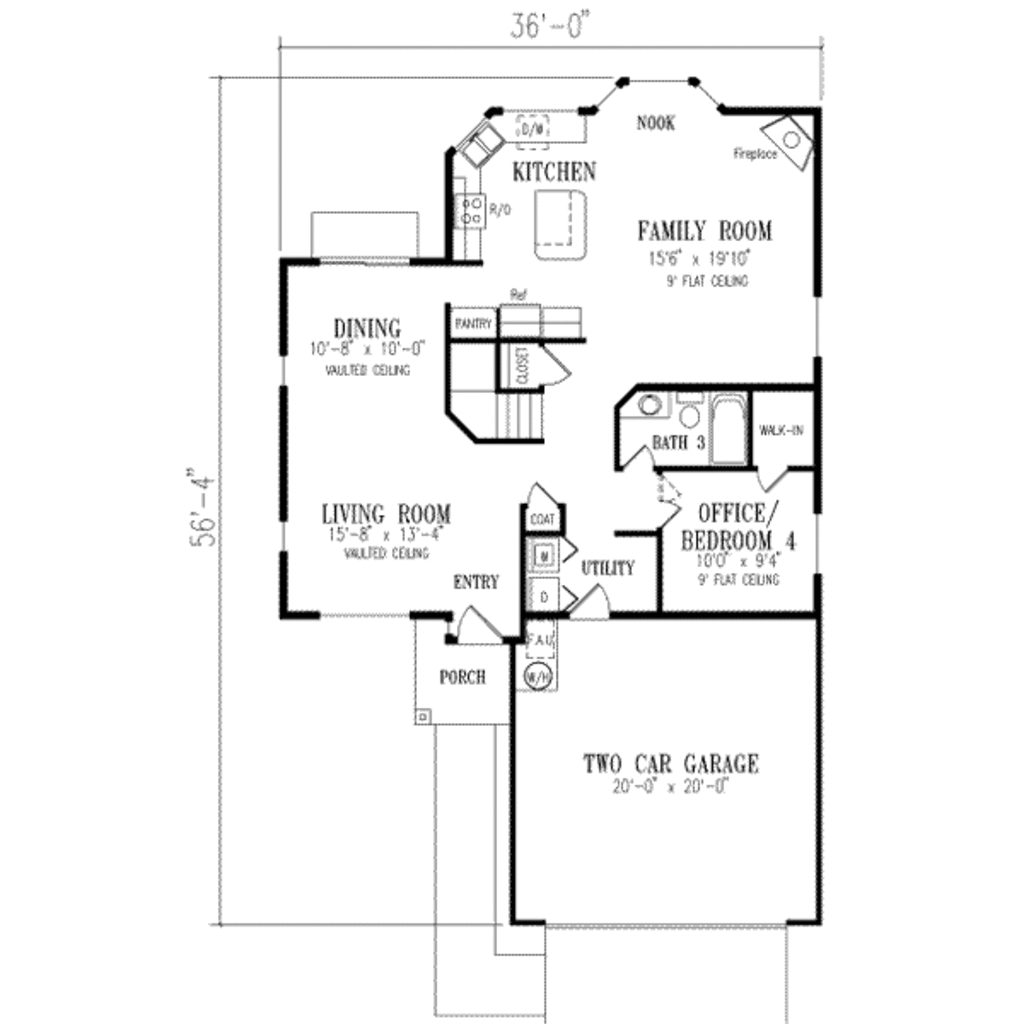 36'-0"
NOOK
D/W
Fireplace
KITCHEN
R/O
FAMILY ROOM
15'6" x 19'10"
9' FLAT CEILING
Ref
PANTRY
DINING
10'-8" x 10'-0"
VAULTED CEILING
CLOSET
WALK-IN
BATH 3
56'-4"
LIVING ROOM
15'-8" x 13'-4"
VAULTED CEILING
COAT
OFFICE/
BEDROOM 4
10'0" x 9'4"
9' FLAT CEILING
W
UTILITY
ENTRY
D
F.A.U
PORCH
W/H
TWO CAR GARAGE
20'-0" x 20'-0"